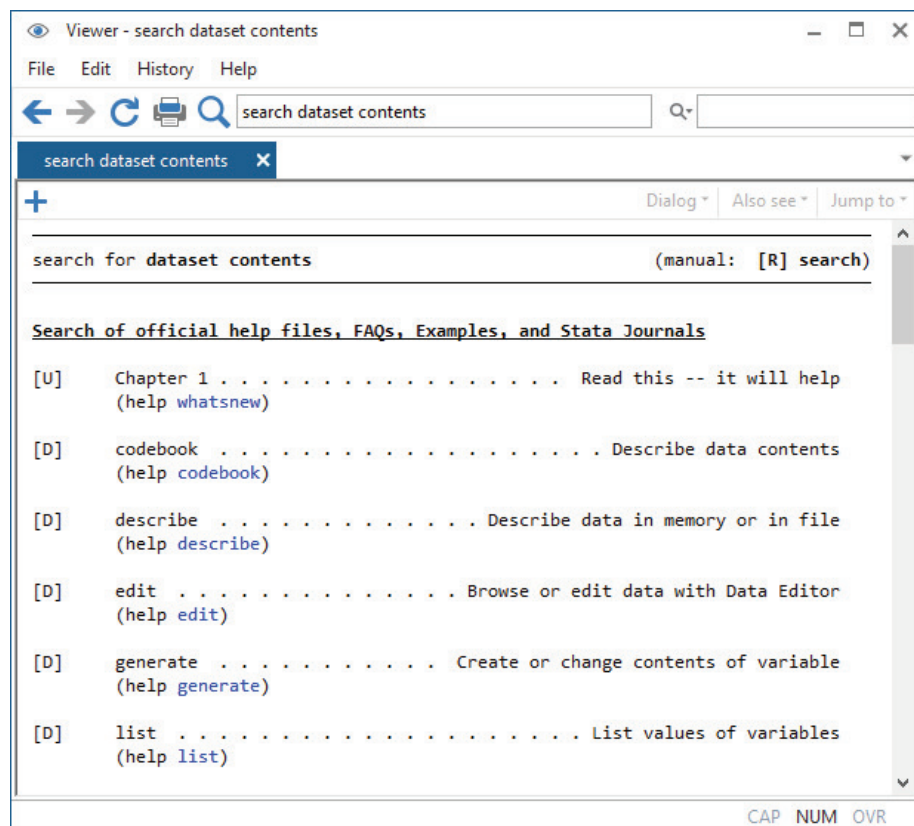 Viewer - search dataset contents
File Edit History Help
search dataset contents
search dataset contents
Dialog Also see Jump to
search for dataset contents (manual: [R] search)
Search of official help files, FAQs, Examples, and Stata Journals
[U] Chapter 1 . . . . . . . . . . . . . . . . . Read this -- it will help
(help whatsnew)
[D] codebook . . . . . . . . . . . . . . . . . . . Describe data contents
(help codebook)
[D] describe . . . . . . . . . . . . . Describe data in memory or in file
(help describe)
[D] edit . . . . . . . . . . . . . . Browse or edit data with Data Editor
(help edit)
[D] generate . . . . . . . . . . . Create or change contents of variable
(help generate)
[D] list . . . . . . . . . . . . . . . . . . . . List values of variables
(help list)
CAP NUM OVR